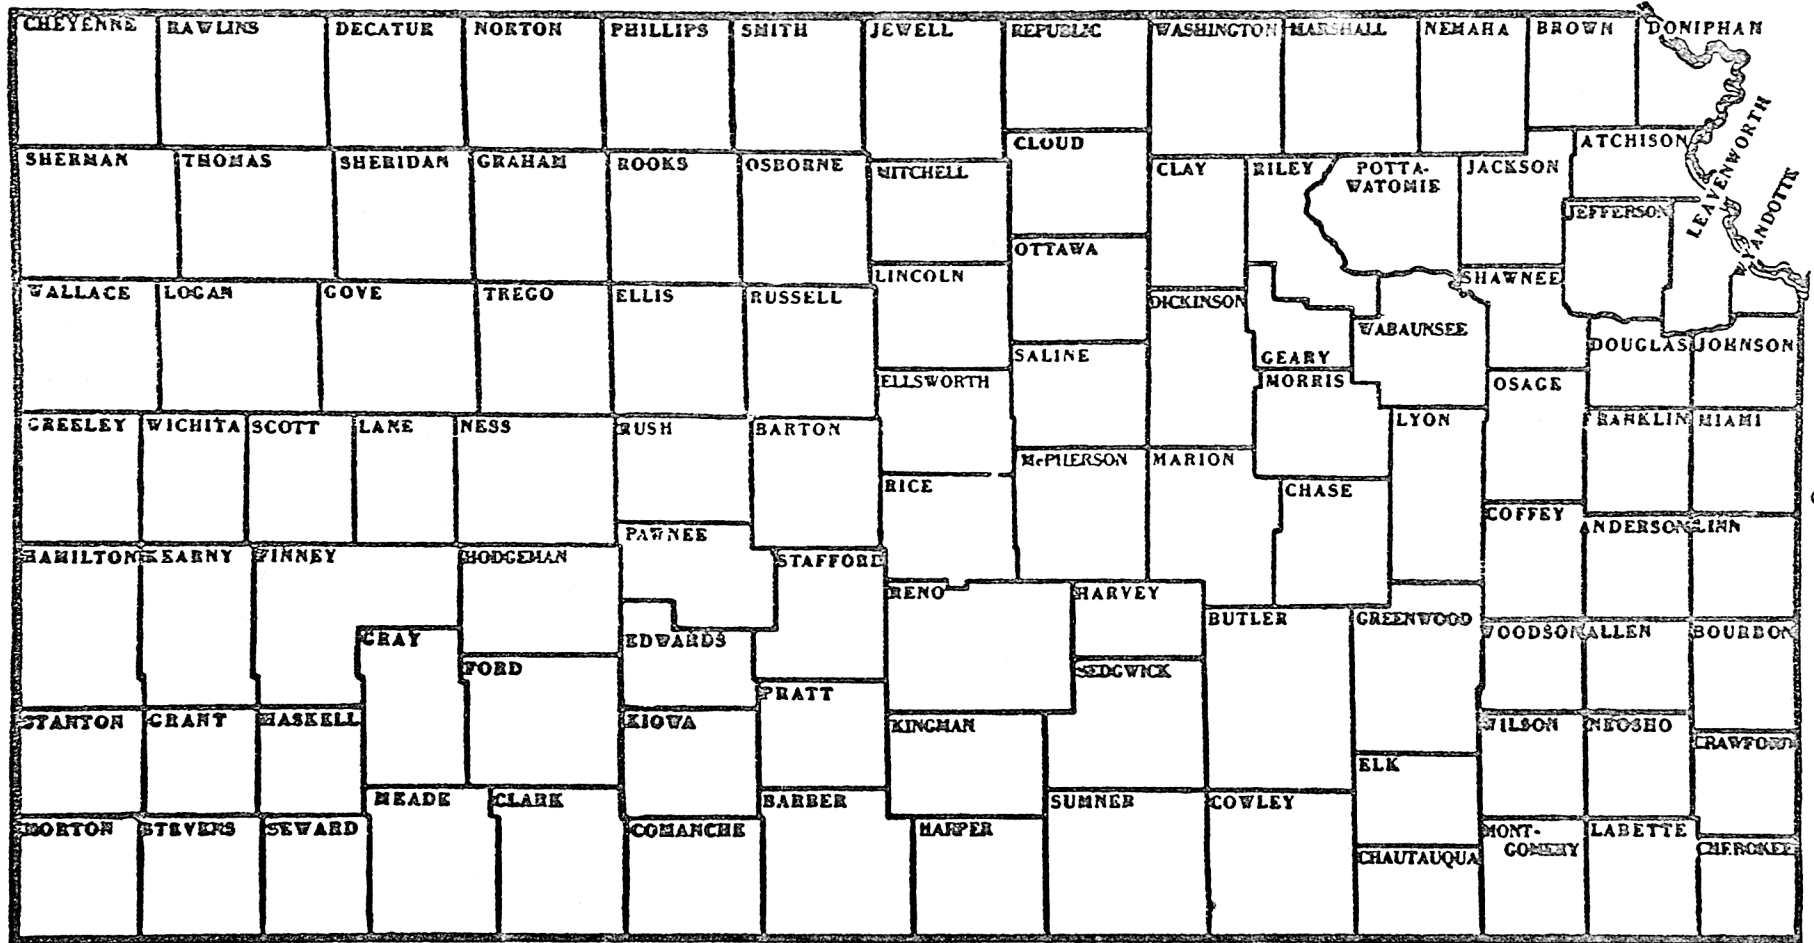 CHEYENNE
RAWLINS
DECATUR
NORTON
PHILLIPS
SMITH
JEWELL
REPUBLIC
WASHINGTON
MARSHALL
NEMAHA
BROWN
DONIPHAN
CLOUD
ATCHISON
LEAVENWORTH
SHERMAN
THOMAS
SHERIDAN
GRAHAM
ROOKS
OSBORNE
MITCHELL
CLAY
RILEY
POTTA-
WATOMIE
JACKSON
JEFFERSON
WYANDOTTE
OTTAWA
LINCOLN
SHAWNEE
WALLACE
LOGAN
GOVE
TREGO
ELLIS
RUSSELL
DICKINSON
WABAUNSEE
SALINE
GEARY
DOUGLAS
JOHNSON
ELLSWORTH
MORRIS
OSAGE
GREELEY
WICHITA
SCOTT
LANE
NESS
RUSH
BARTON
LYON
FRANKLIN
MIAMI
McPHERSON
MARION
RICE
CHASE
COFFEY
ANDERSON
LINN
PAWNEE
HAMILTON
KEARNY
FINNEY
HODGEMAN
STAFFORD
RENO
HARVEY
BUTLER
GREENWOOD
WOODSON
ALLEN
BOURBON
GRAY
EDWARDS
FORD
SEDGWICK
PRATT
STANTON
GRANT
HASKELL
KIOWA
KINGMAN
WILSON
NEOSHO
CRAWFORD
ELK
MEADE
CLARK
BARBER
SUMNER
COWLEY
MORTON
STEVENS
SEWARD
COMANCHE
HARPER
MONT-
GOMERY
LABETTE
CHEROKEE
CHAUTAUQUA